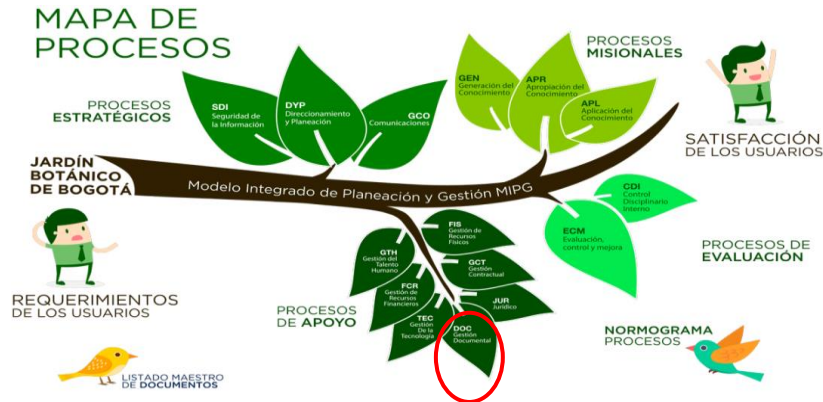 MAPA DE
PROCESOS
PROCESOS
ESTRATÉGICOS
SDI
Seguridad de
la Información
DYP
Direccionamiento
y Planeación
GCO
Comunicaciones
GEN
Generación del
Conocimiento
APR
Apropiación del
Conocimiento
APL
Aplicación del
Conocimiento
PROCESOS
MISIONALES
SATISFACCIÓN
DE LOS USUARIOS
JARDÍN
BOTÁNICO
DE BOGOTÁ
Modelo Integrado de Planeación y Gestión MIPG
CDI
Control
Disciplinario
Interno
ECM
Evaluación,
control y mejora
PROCESOS DE
EVALUACIÓN
REQUERIMIENTOS
DE LOS USUARIOS
PROCESOS
DE APOYO
FIS
Gestión de
Recursos
Físicos
GTH
Gestión del
Talento
Humano
GCT
Gestión
Contractual
FCR
Gestión de
Recursos
Financieros
JUR
Jurídico
TEC
Gestión
De la
Tecnología
DOC
Gestión
Documental
NORMOGRAMA
PROCESOS
LISTADO MAESTRO
DE DOCUMENTOS